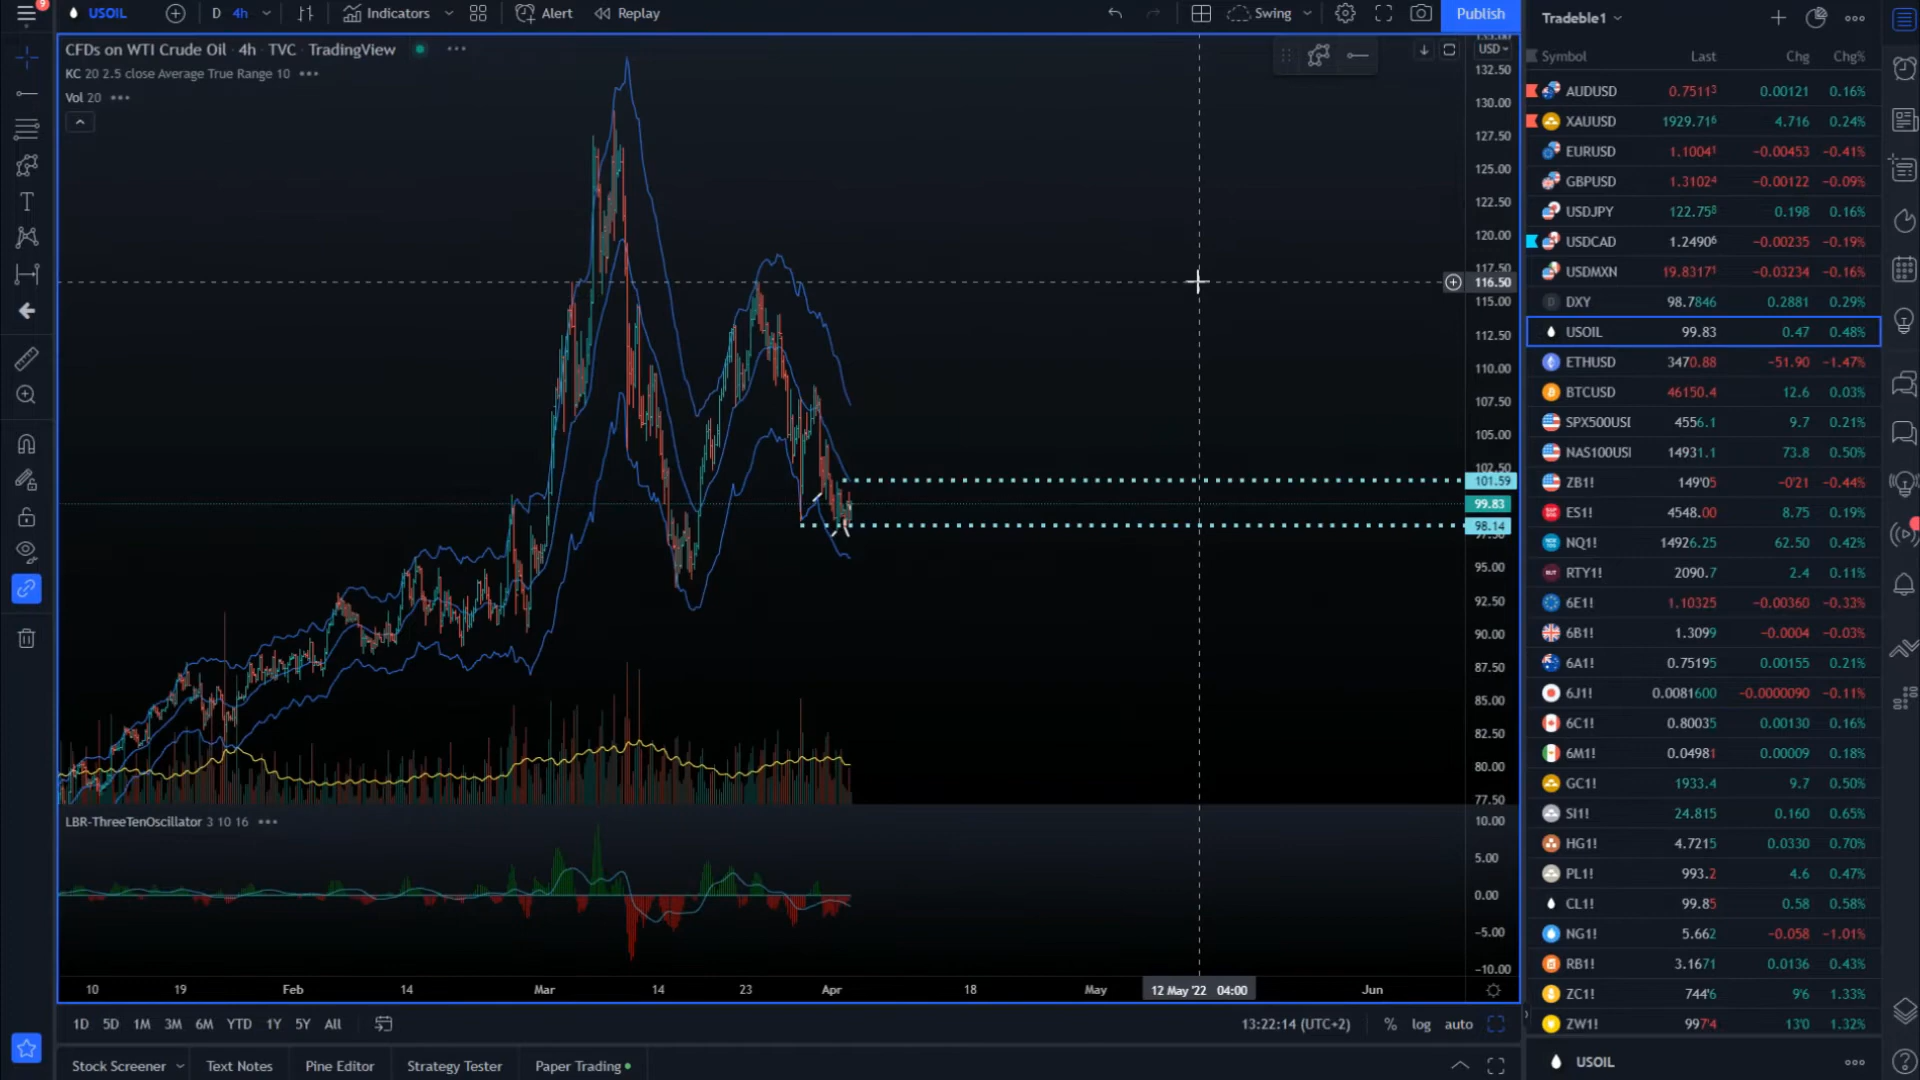 9
USOIL
D 4h
Indicators
Alert
Replay
Swing
Publish
Tradeble1
CFDs on WTI Crude Oil · 4h · TVC · TradingView
KC 20 2.5 close Average True Range 10
Vol 20
USD
132.50
130.00
127.50
125.00
122.50
120.00
117.50
116.50
115.00
112.50
110.00
107.50
105.00
102.50
101.59
99.83
98.14
95.00
92.50
90.00
87.50
85.00
82.50
80.00
77.50
LBR-ThreeTenOscillator 3 10 16
10.00
5.00
0.00
−5.00
−10.00
10 19 Feb 14 Mar 14 23 Apr 18 May 12 May '22 04:00 Jun
1D 5D 1M 3M 6M YTD 1Y 5Y All
13:22:14 (UTC+2) % log auto
Stock Screener Text Notes Pine Editor Strategy Tester Paper Trading
Symbol Last Chg Chg%
AUDUSD 0.75113 0.00121 0.16%
XAUUSD 1929.716 4.716 0.24%
EURUSD 1.10041 −0.00453 −0.41%
GBPUSD 1.31024 −0.00122 −0.09%
USDJPY 122.758 0.198 0.16%
USDCAD 1.24906 −0.00235 −0.19%
USDMXN 19.83171 −0.03234 −0.16%
DXY 98.7846 0.2881 0.29%
USOIL 99.83 0.47 0.48%
ETHUSD 3470.88 −51.90 −1.47%
BTCUSD 46150.4 12.6 0.03%
SPX500USD 4556.1 9.7 0.21%
NAS100USD 14931.1 73.8 0.50%
ZB1! 149'05 −0'21 −0.44%
ES1! 4548.00 8.75 0.19%
NQ1! 14926.25 62.50 0.42%
RTY1! 2090.7 2.4 0.11%
6E1! 1.10325 −0.00360 −0.33%
6B1! 1.3099 −0.0004 −0.03%
6A1! 0.75195 0.00155 0.21%
6J1! 0.0081600 −0.0000090 −0.11%
6C1! 0.80035 0.00130 0.16%
6M1! 0.04981 0.00009 0.18%
GC1! 1933.4 9.7 0.50%
SI1! 24.815 0.160 0.65%
HG1! 4.7215 0.0330 0.70%
PL1! 993.2 4.6 0.47%
CL1! 99.85 0.58 0.58%
NG1! 5.662 −0.058 −1.01%
RB1! 3.1671 0.0136 0.43%
ZC1! 744'6 9'6 1.33%
ZW1! 997'4 13'0 1.32%
USOIL